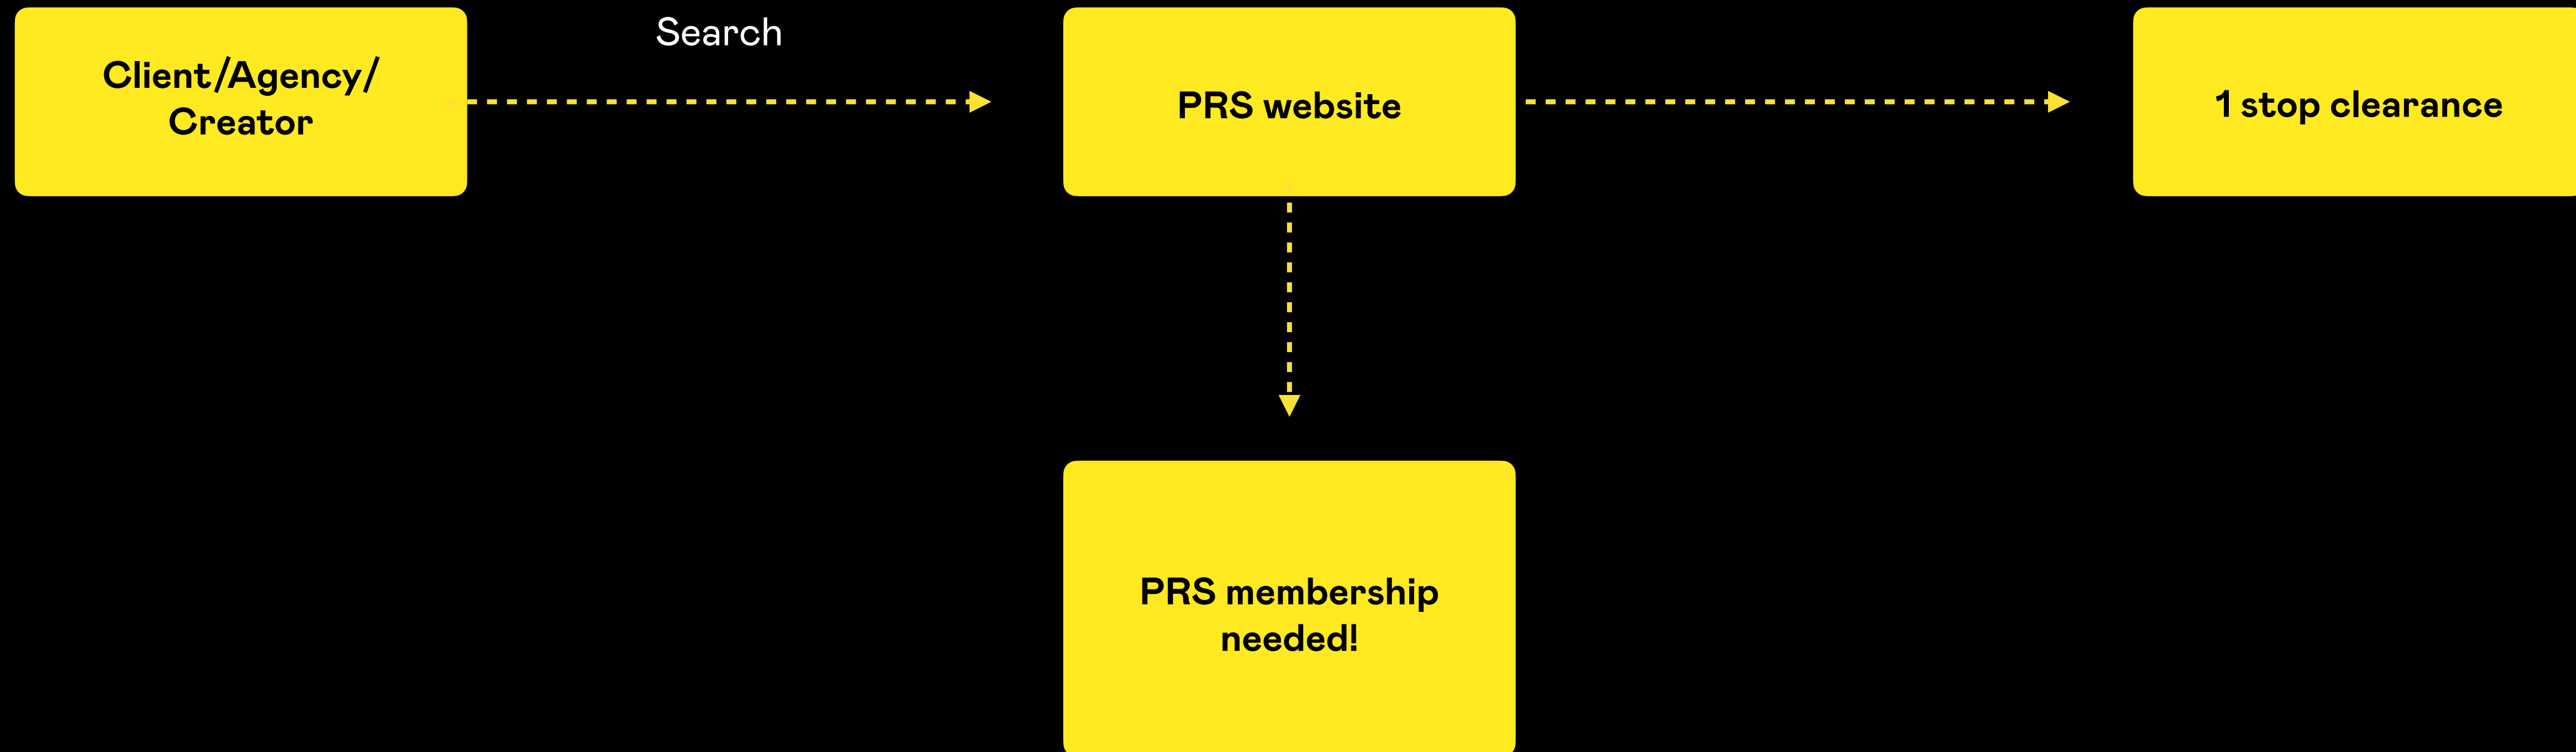 Search
Client/Agency/
Creator
PRS website
1 stop clearance
PRS membership
needed!